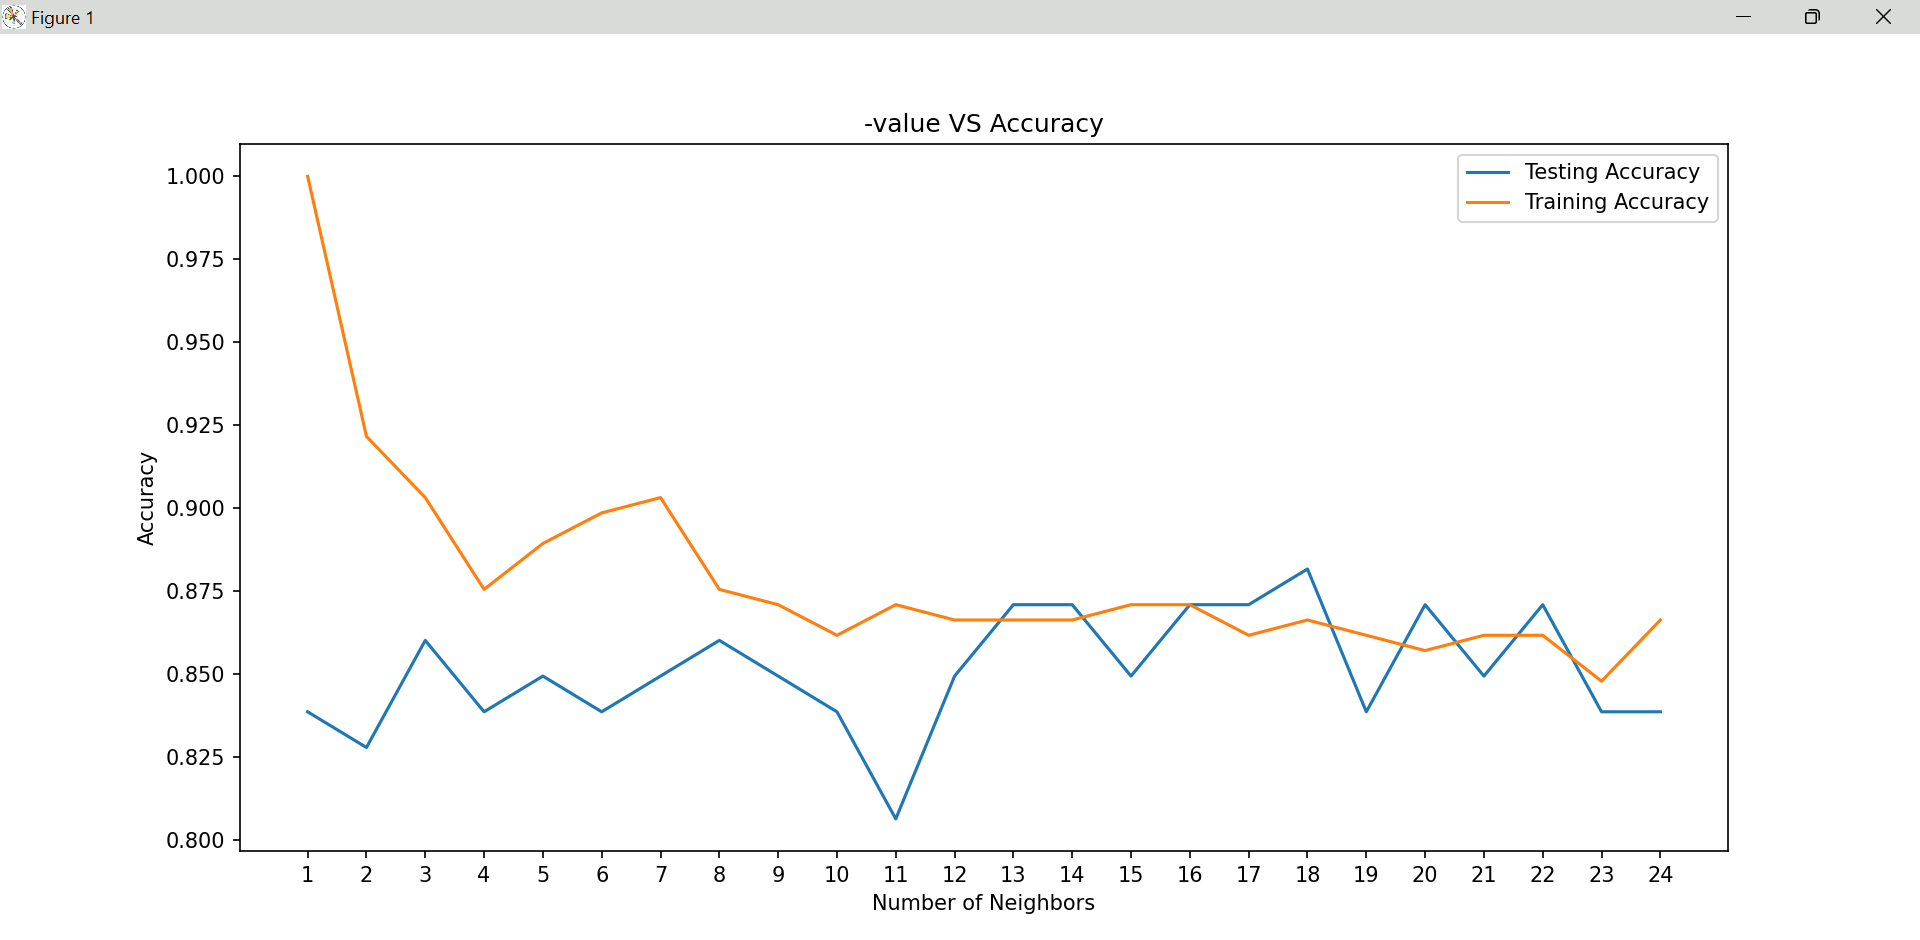 Figure 1
-value VS Accuracy
Testing Accuracy
Training Accuracy
Accuracy
1.000
0.975
0.950
0.925
0.900
0.875
0.850
0.825
0.800
1 2 3 4 5 6 7 8 9 10 11 12 13 14 15 16 17 18 19 20 21 22 23 24
Number of Neighbors